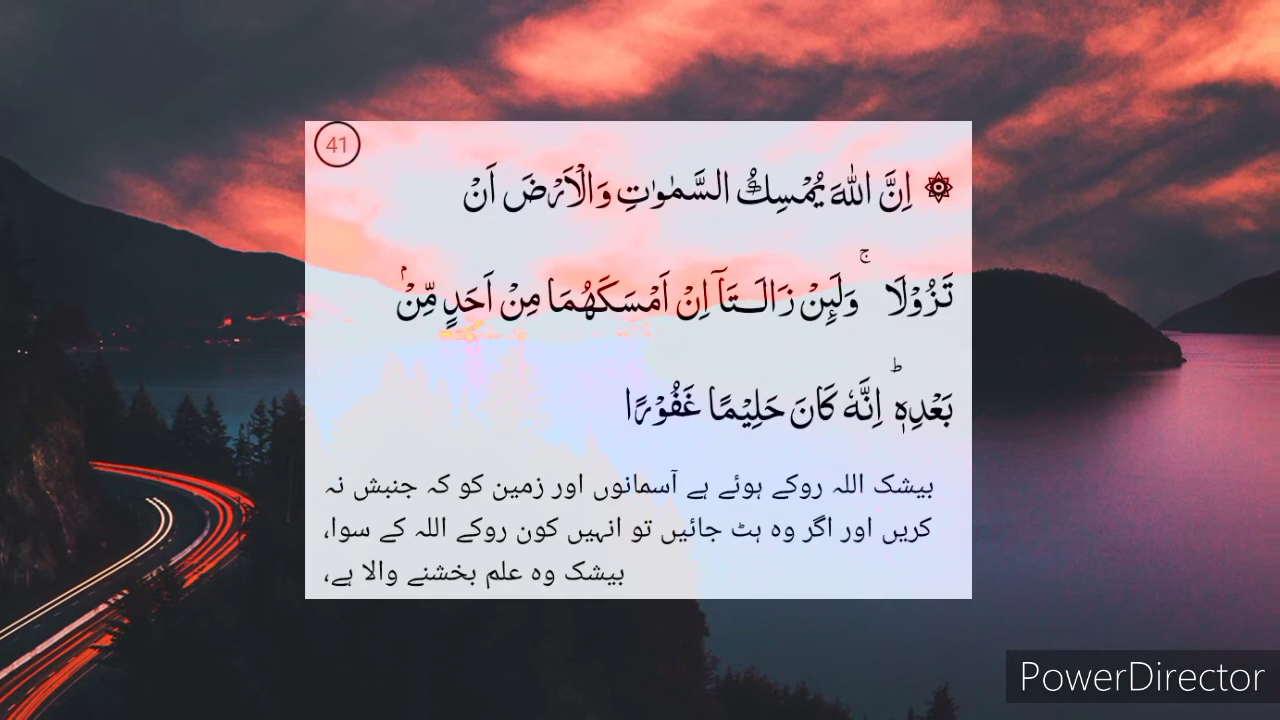 41
۞ اِنَّ اللّٰهَ يُمْسِكُ السَّمٰوٰتِ وَالْاَرْضَ اَنْ
تَزُوْلَا ۚ وَلَئِنْ زَالَــتَاۤ اِنْ اَمْسَكَهُمَا مِنْ اَحَدٍ مِّنْۢ
بَعْدِهٖ ؕ اِنَّهٗ كَانَ حَلِيْمًا غَفُوْرًا
بیشک اللہ روکے ہوئے ہے آسمانوں اور زمین کو کہ جنبش نہ
کریں اور اگر وہ ہٹ جائیں تو انہیں کون روکے اللہ کے سوا،
بیشک وہ علم بخشنے والا ہے،
PowerDirector